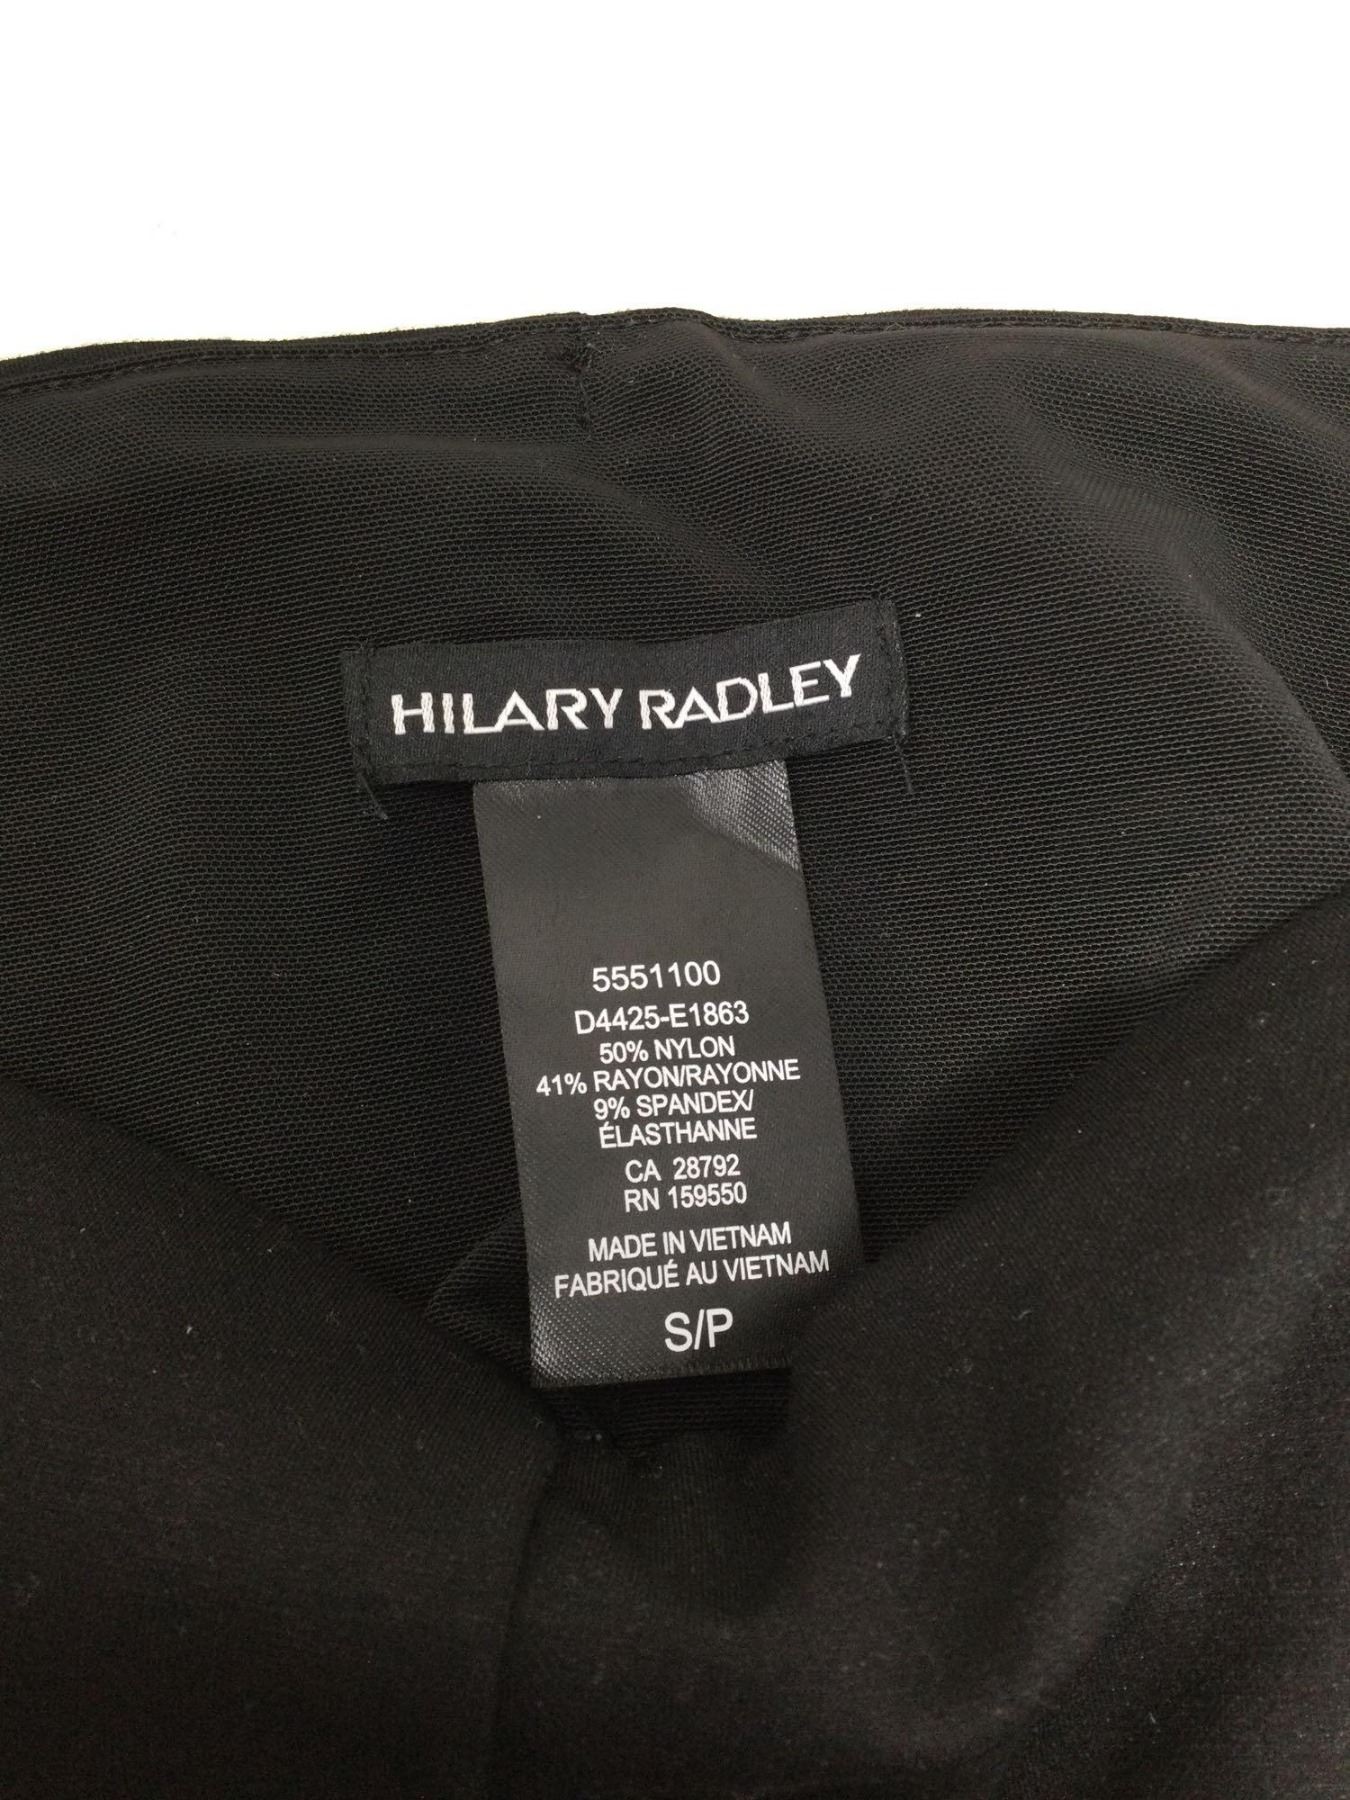 HILARY RADLEY
5551100
D4425-E1863
50% NYLON
41% RAYON/RAYONNE
9% SPANDEX/
ÉLASTHANNE
CA 28792
RN 159550
MADE IN VIETNAM
FABRIQUÉ AU VIETNAM
S/P